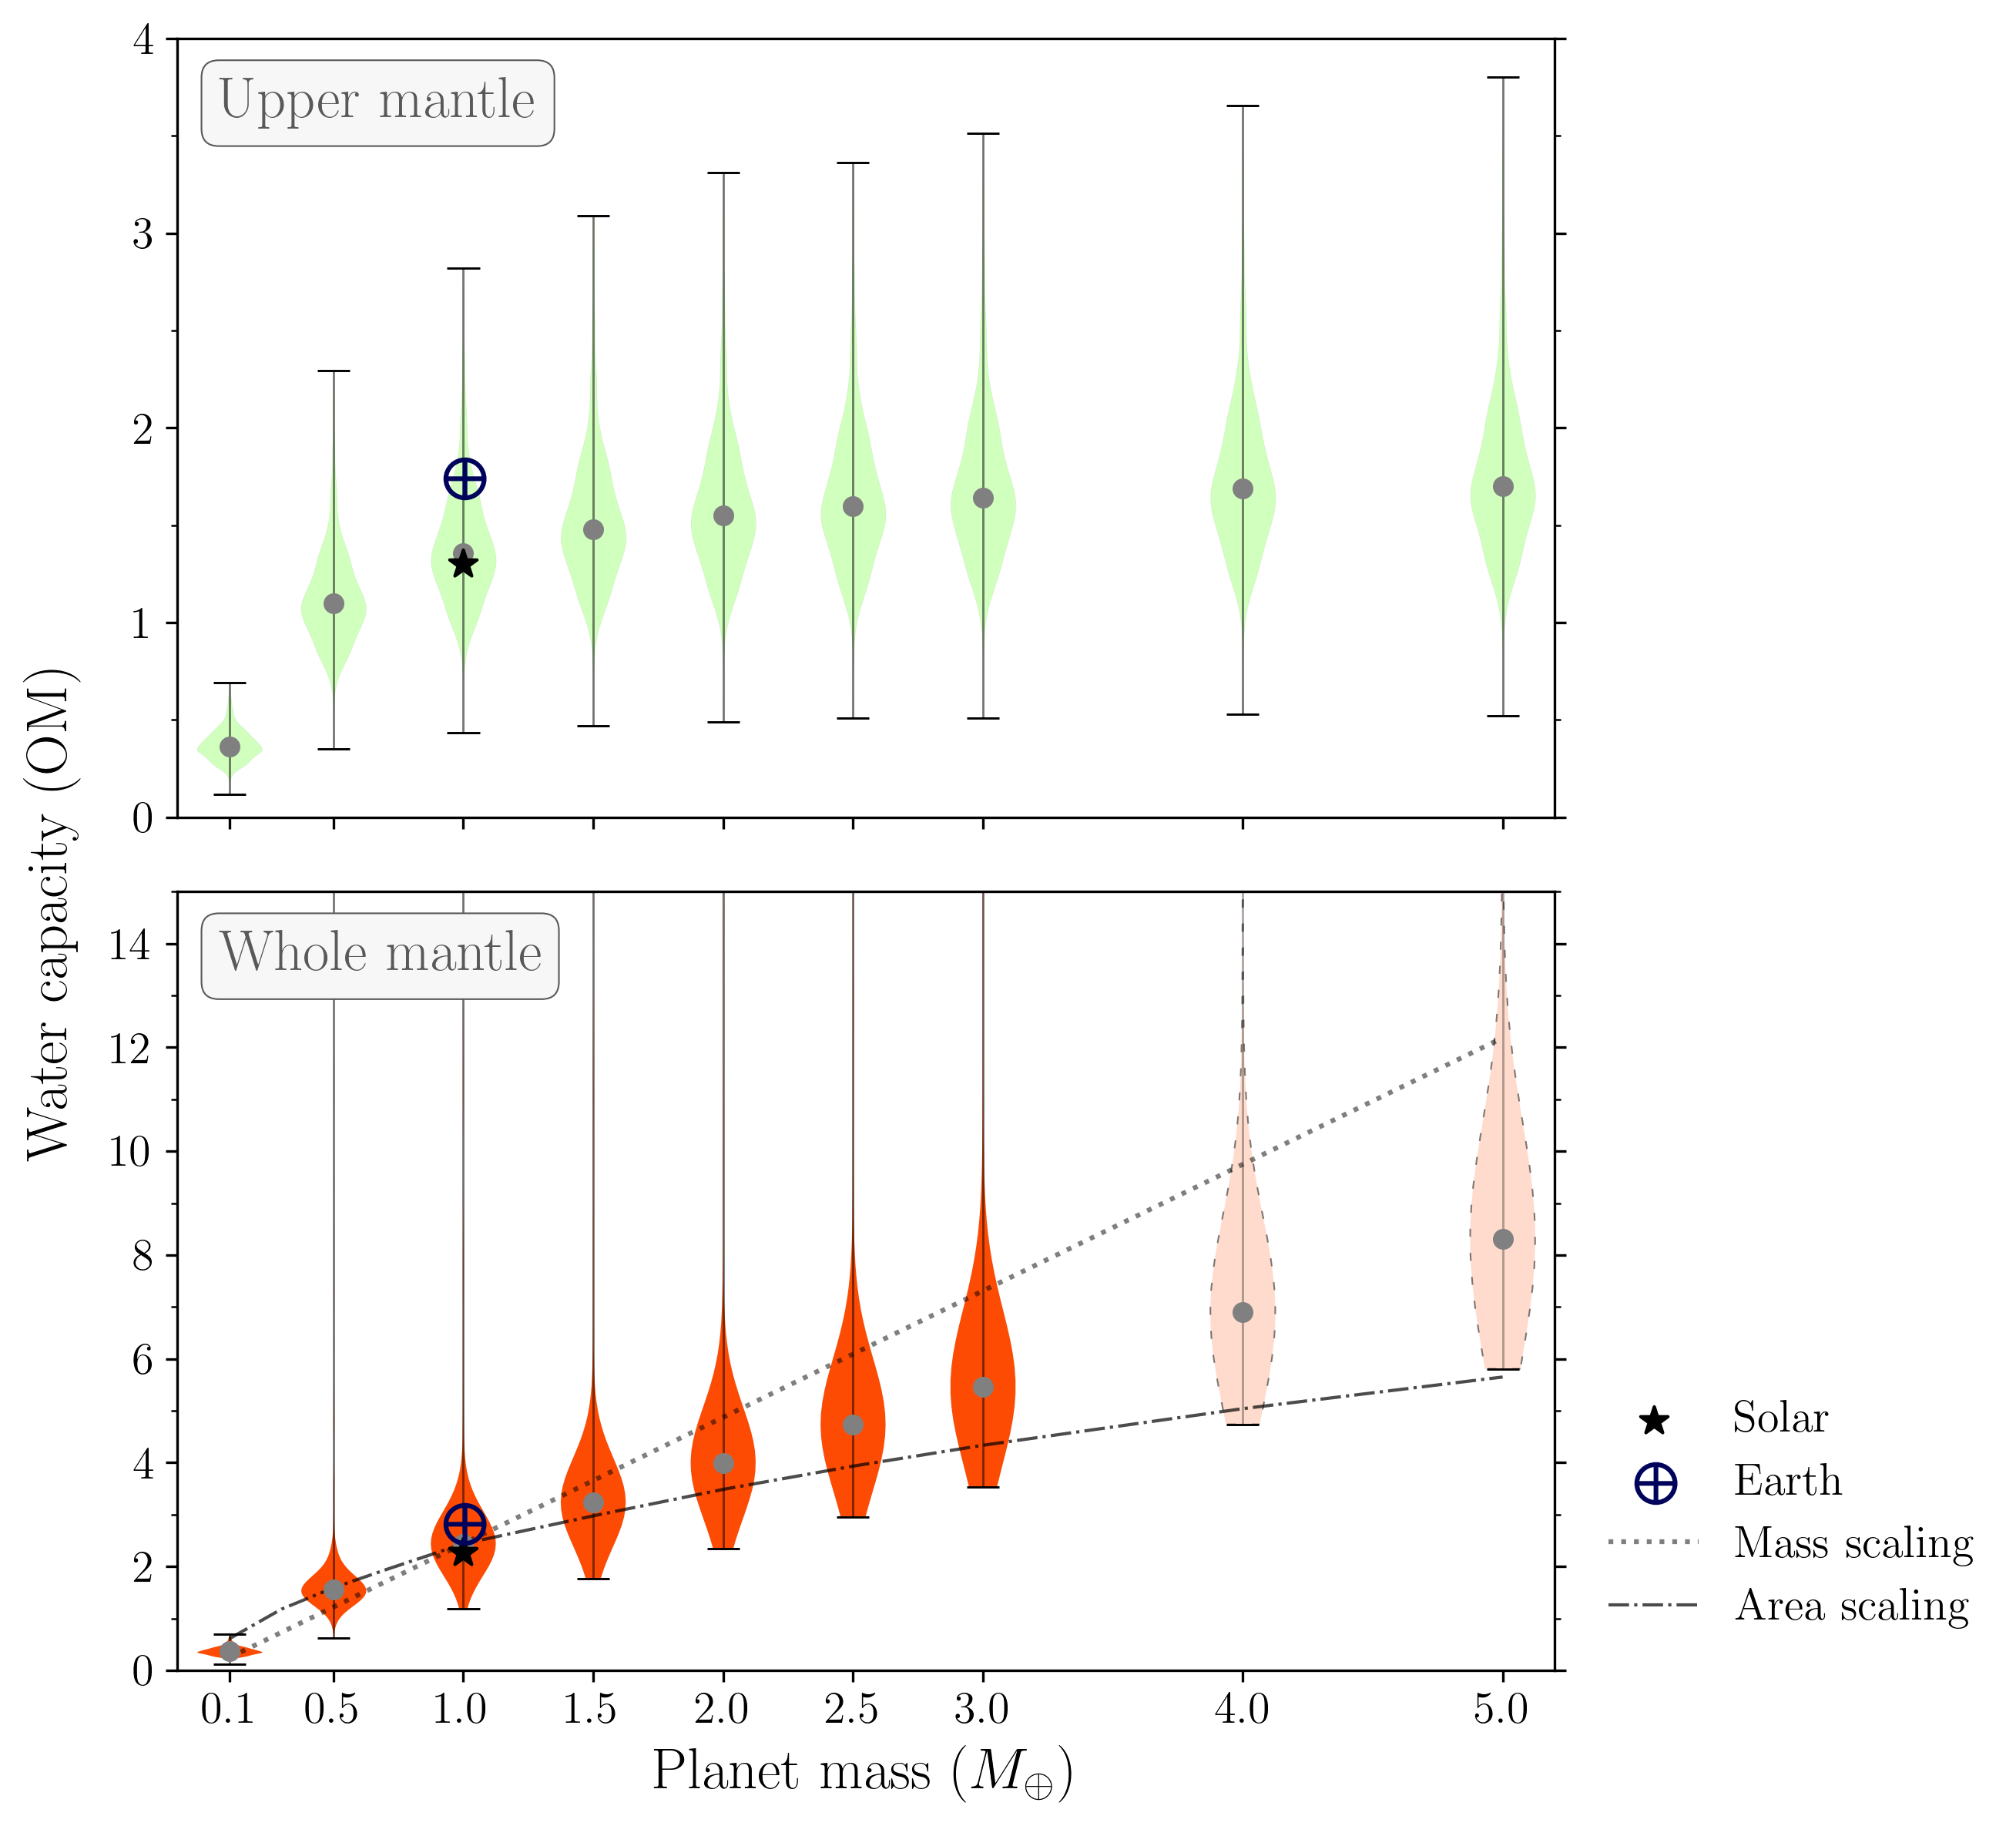 Water capacity (OM)
4
Upper mantle
3
2
1
0
Whole mantle
14
12
10
8
6
4
2
0
0.1 0.5 1.0 1.5 2.0 2.5 3.0 4.0 5.0
Planet mass (M⊕)
Solar
Earth
Mass scaling
Area scaling